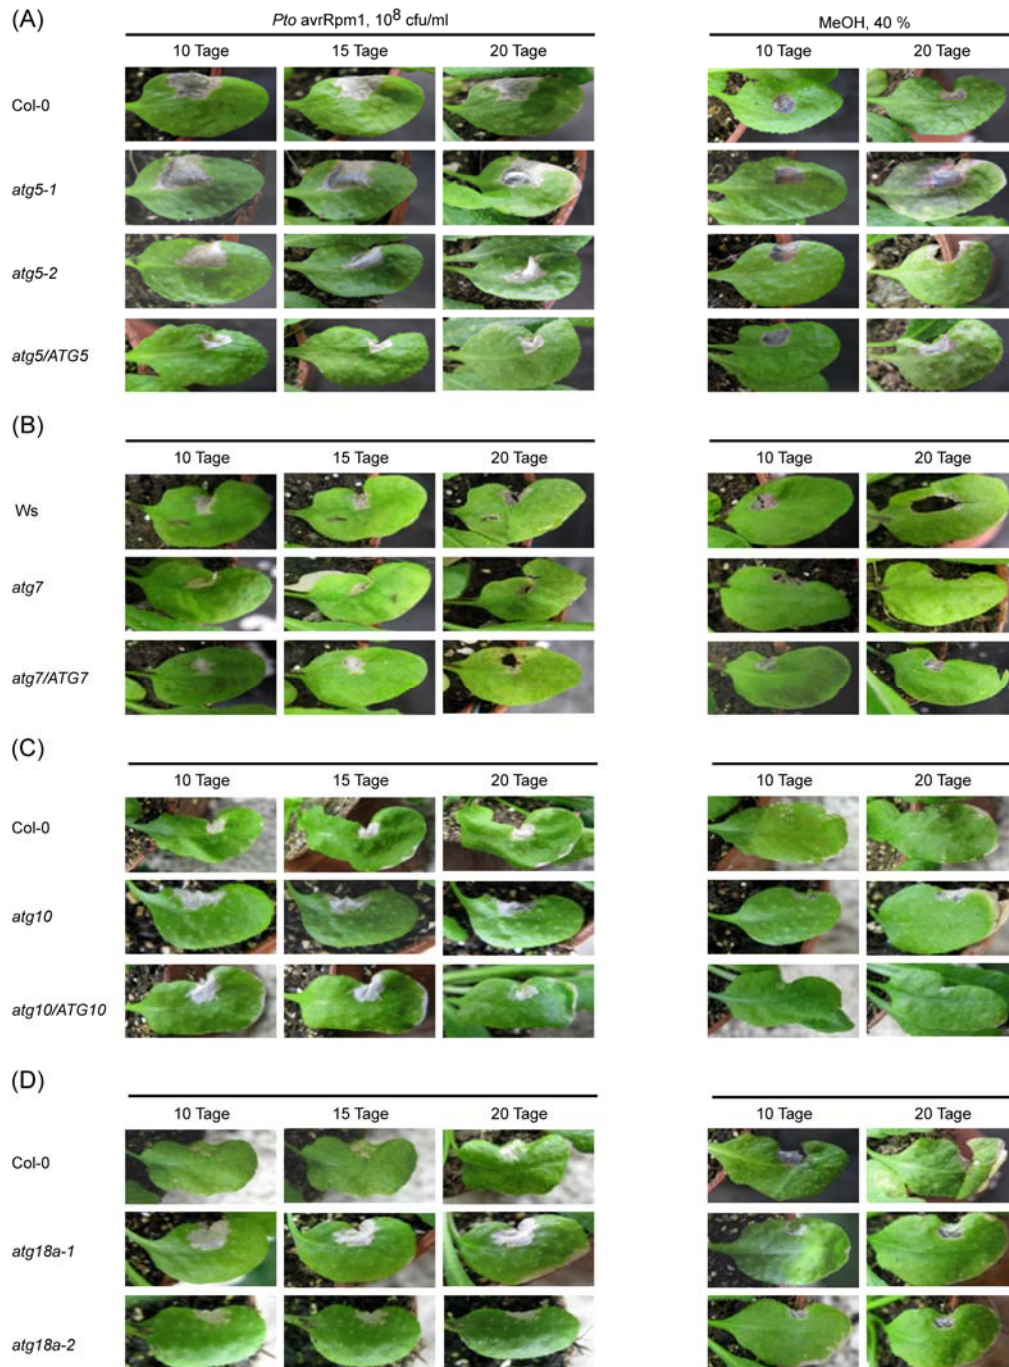 (A)
Pto avrRpm1, 10⁸ cfu/ml
MeOH, 40 %
10 Tage 15 Tage 20 Tage 10 Tage 20 Tage
Col-0
atg5-1
atg5-2
atg5/ATG5
(B)
10 Tage 15 Tage 20 Tage 10 Tage 20 Tage
Ws
atg7
atg7/ATG7
(C)
10 Tage 15 Tage 20 Tage 10 Tage 20 Tage
Col-0
atg10
atg10/ATG10
(D)
10 Tage 15 Tage 20 Tage 10 Tage 20 Tage
Col-0
atg18a-1
atg18a-2